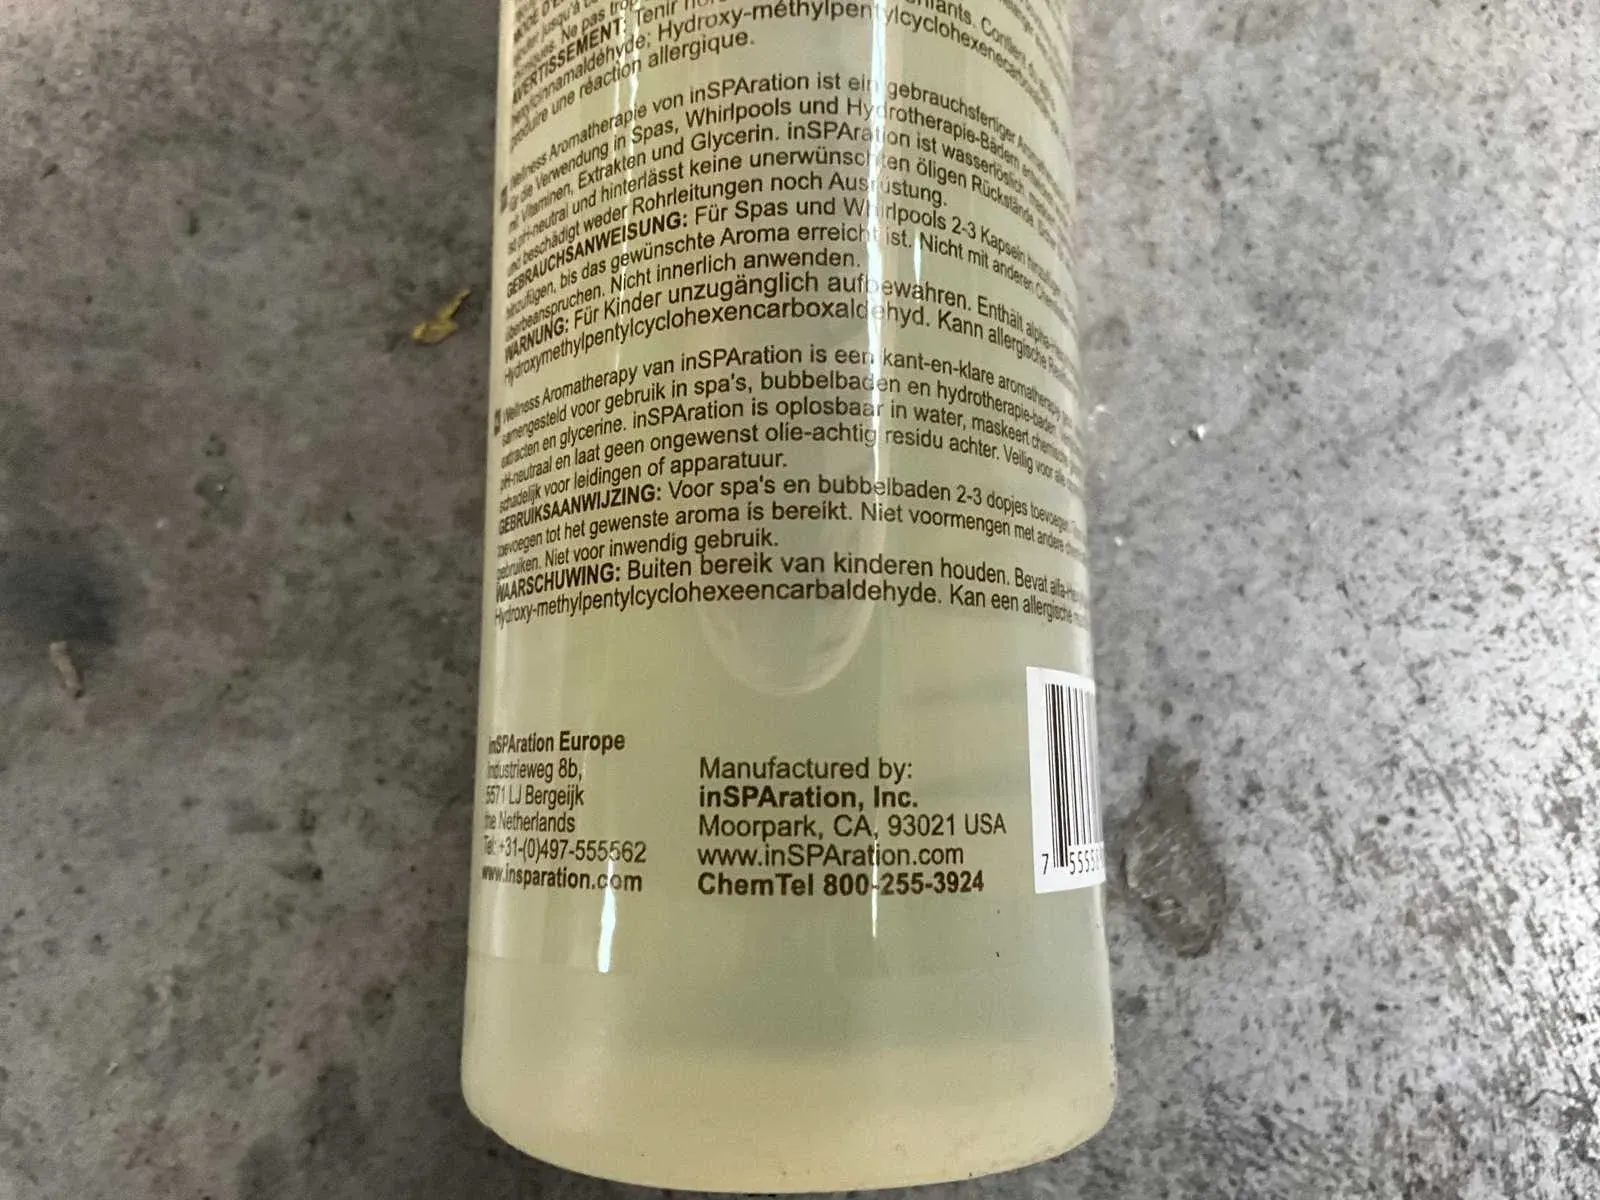 AVERTISSEMENT: Tenir
Hydroxy-méthylpentylcyclohexenecarbox
produire une réaction allergique.
Wellness Aromatherapie von inSPAration ist ein gebrauchsfertiger
für die Verwendung in Spas, Whirlpools und Hydrotherapie-Bädern
mit Vitaminen, Extrakten und Glycerin. inSPAration ist wasserlöslich,
ist pH-neutral und hinterlässt keine unerwünschten öligen Rückstände.
und beschädigt weder Rohrleitungen noch Ausrüstung.
GEBRAUCHSANWEISUNG: Für Spas und Whirlpools 2-3 Kapseln hinzufügen.
hinzufügen, bis das gewünschte Aroma erreicht ist. Nicht mit anderen
überbeanspruchen. Nicht innerlich anwenden.
WARNUNG: Für Kinder unzugänglich aufbewahren. Enthält
Hydroxymethylpentylcyclohexencarboxaldehyd. Kann allergische
Wellness Aromatherapy van inSPAration is een kant-en-klare aromatherapy
samengesteld voor gebruik in spa's, bubbelbaden en hydrotherapie-baden.
extracten en glycerine. inSPAration is oplosbaar in water, maskeert
pH-neutraal en laat geen ongewenst olie-achtig residu achter. Veilig voor
schadelijk voor leidingen of apparatuur.
GEBRUIKSAANWIJZING: Voor spa's en bubbelbaden 2-3 dopjes toevoegen.
toevoegen tot het gewenste aroma is bereikt. Niet voormengen met andere
gebruiken. Niet voor inwendig gebruik.
WAARSCHUWING: Buiten bereik van kinderen houden. Bevat
Hydroxy-methylpentylcyclohexeencarbaldehyde. Kan een allergische
inSPAration Europe
Industrieweg 8b,
5571 LJ Bergeijk
the Netherlands
Tel: +31-(0)497-555562
www.insparation.com
Manufactured by:
inSPAration, Inc.
Moorpark, CA, 93021 USA
www.inSPAration.com
ChemTel 800-255-3924
7 5555